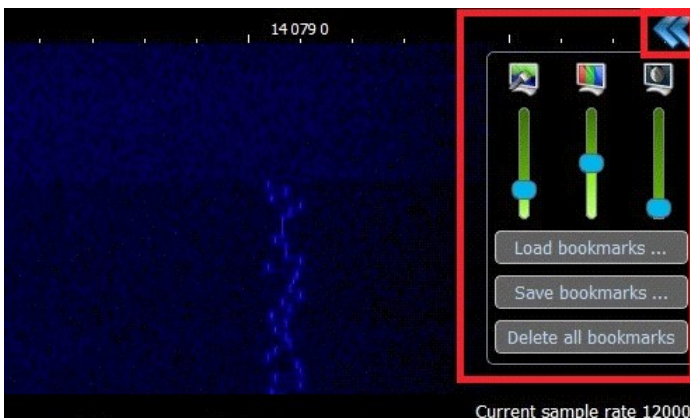 14 079 0
Load bookmarks ...
Save bookmarks ...
Delete all bookmarks
Current sample rate 12000